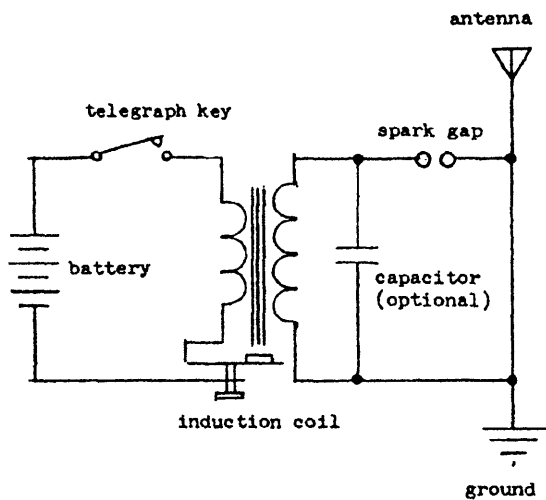 antenna
telegraph key
spark gap
battery
capacitor
(optional)
induction coil
ground